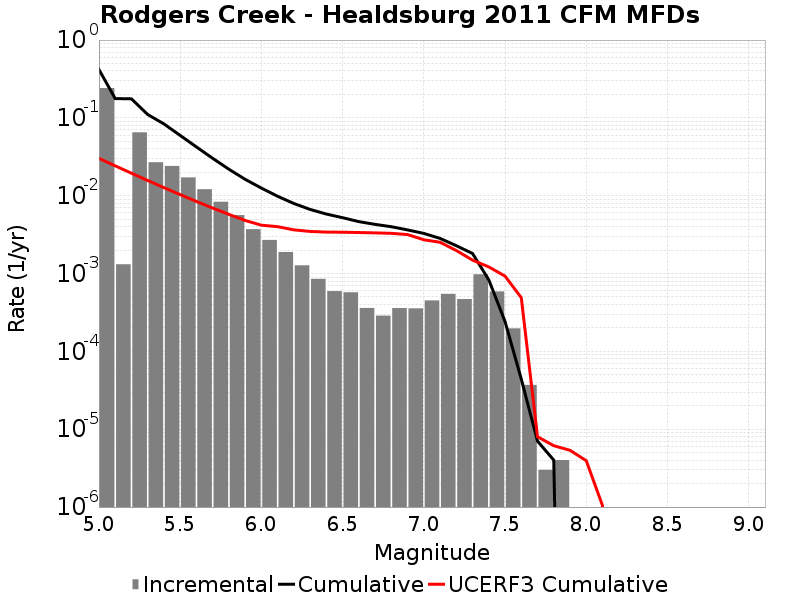 Rodgers Creek - Healdsburg 2011 CFM MFDs
10^0
10^-1
10^-2
10^-3
10^-4
10^-5
10^-6
Rate (1/yr)
5.0 5.5 6.0 6.5 7.0 7.5 8.0 8.5 9.0
Magnitude
Incremental Cumulative UCERF3 Cumulative